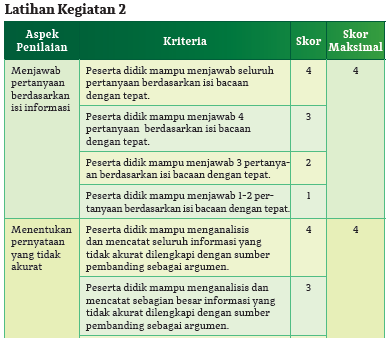 Latihan Kegiatan 2
Aspek
Penilaian
Kriteria
Skor
Skor
Maksimal
Menjawab
pertanyaan
berdasarkan
isi informasi
Peserta didik mampu menjawab seluruh
pertanyaan berdasarkan isi bacaan
dengan tepat.
4
4
Peserta didik mampu menjawab 4
pertanyaan berdasarkan isi bacaan
dengan tepat.
3
Peserta didik mampu menjawab 3 pertanya-
an berdasarkan isi bacaan dengan tepat.
2
Peserta didik mampu menjawab 1-2 per-
tanyaan berdasarkan isi bacaan dengan tepat.
1
Menentukan
pernyataan
yang tidak
akurat
Peserta didik mampu menganalisis
dan mencatat seluruh informasi yang
tidak akurat dilengkapi dengan sumber
pembanding sebagai argumen.
4
4
Peserta didik mampu menganalisis dan
mencatat sebagian besar informasi yang
tidak akurat dilengkapi dengan sumber
pembanding sebagai argumen.
3